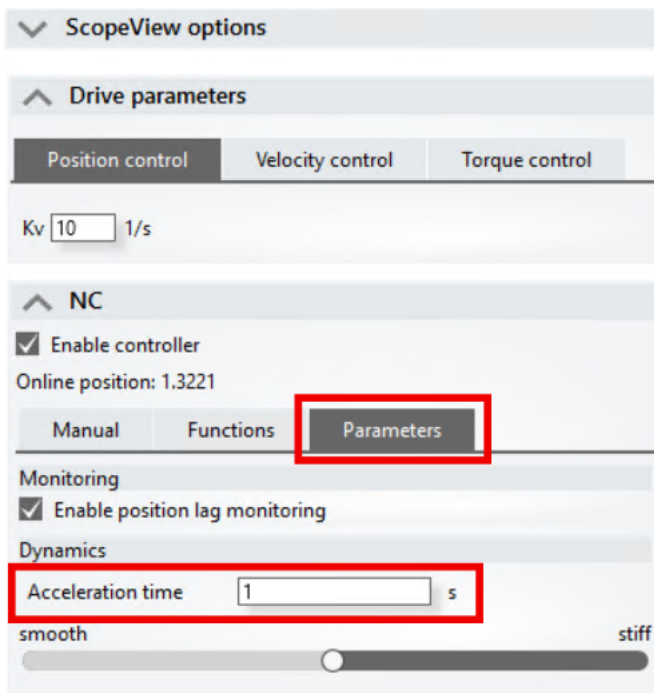 ScopeView options
Drive parameters
Position control Velocity control Torque control
Kv 10 1/s
NC
Enable controller
Online position: 1.3221
Manual Functions Parameters
Monitoring
Enable position lag monitoring
Dynamics
Acceleration time 1 s
smooth stiff